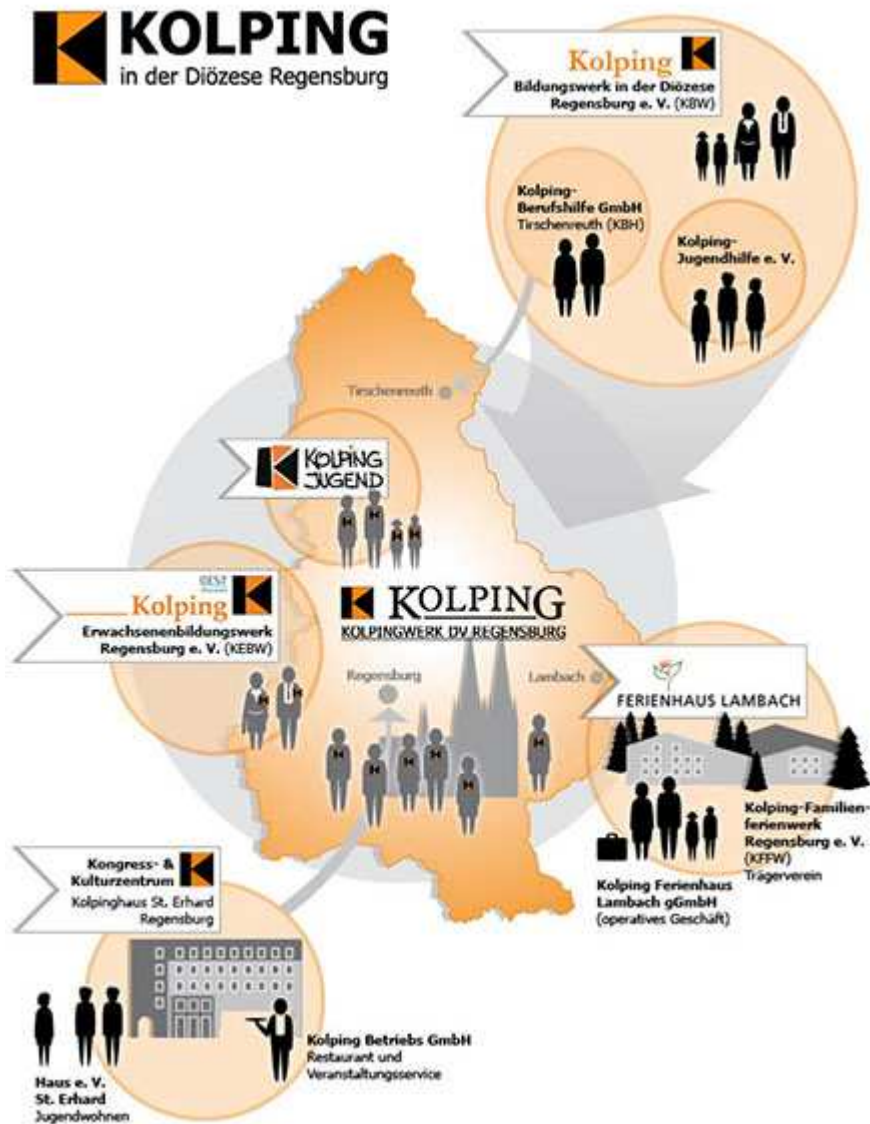 KOLPING
in der Diözese Regensburg
Kolping
Bildungswerk in der Diözese
Regensburg e. V. (KBW)
Kolping-
Berufshilfe GmbH
Tirschenreuth (KBH)
Kolping-
Jugendhilfe e. V.
Tirschenreuth
KOLPING
JUGEND
Kolping
Erwachsenenbildungswerk
Regensburg e. V. (KEBW)
KOLPING
KOLPINGWERK DV REGENSBURG
Regensburg
Lambach
FERIENHAUS LAMBACH
Kolping-Familien-
ferienwerk
Regensburg e. V.
(KFFW)
Trägerverein
Kolping Ferienhaus
Lambach gGmbH
(operatives Geschäft)
Kongress- &
Kulturzentrum
Kolpinghaus St. Erhard
Regensburg
Kolping Betriebs GmbH
Restaurant und
Veranstaltungsservice
Haus e. V.
St. Erhard
Jugendwohnen